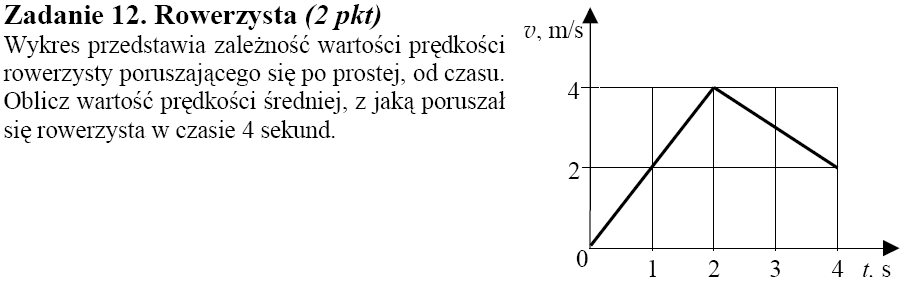 Zadanie 12. Rowerzysta (2 pkt)
Wykres przedstawia zależność wartości prędkości
rowerzysty poruszającego się po prostej, od czasu.
Oblicz wartość prędkości średniej, z jaką poruszał
się rowerzysta w czasie 4 sekund.
v, m/s
4
2
0
1 2 3 4 t. s